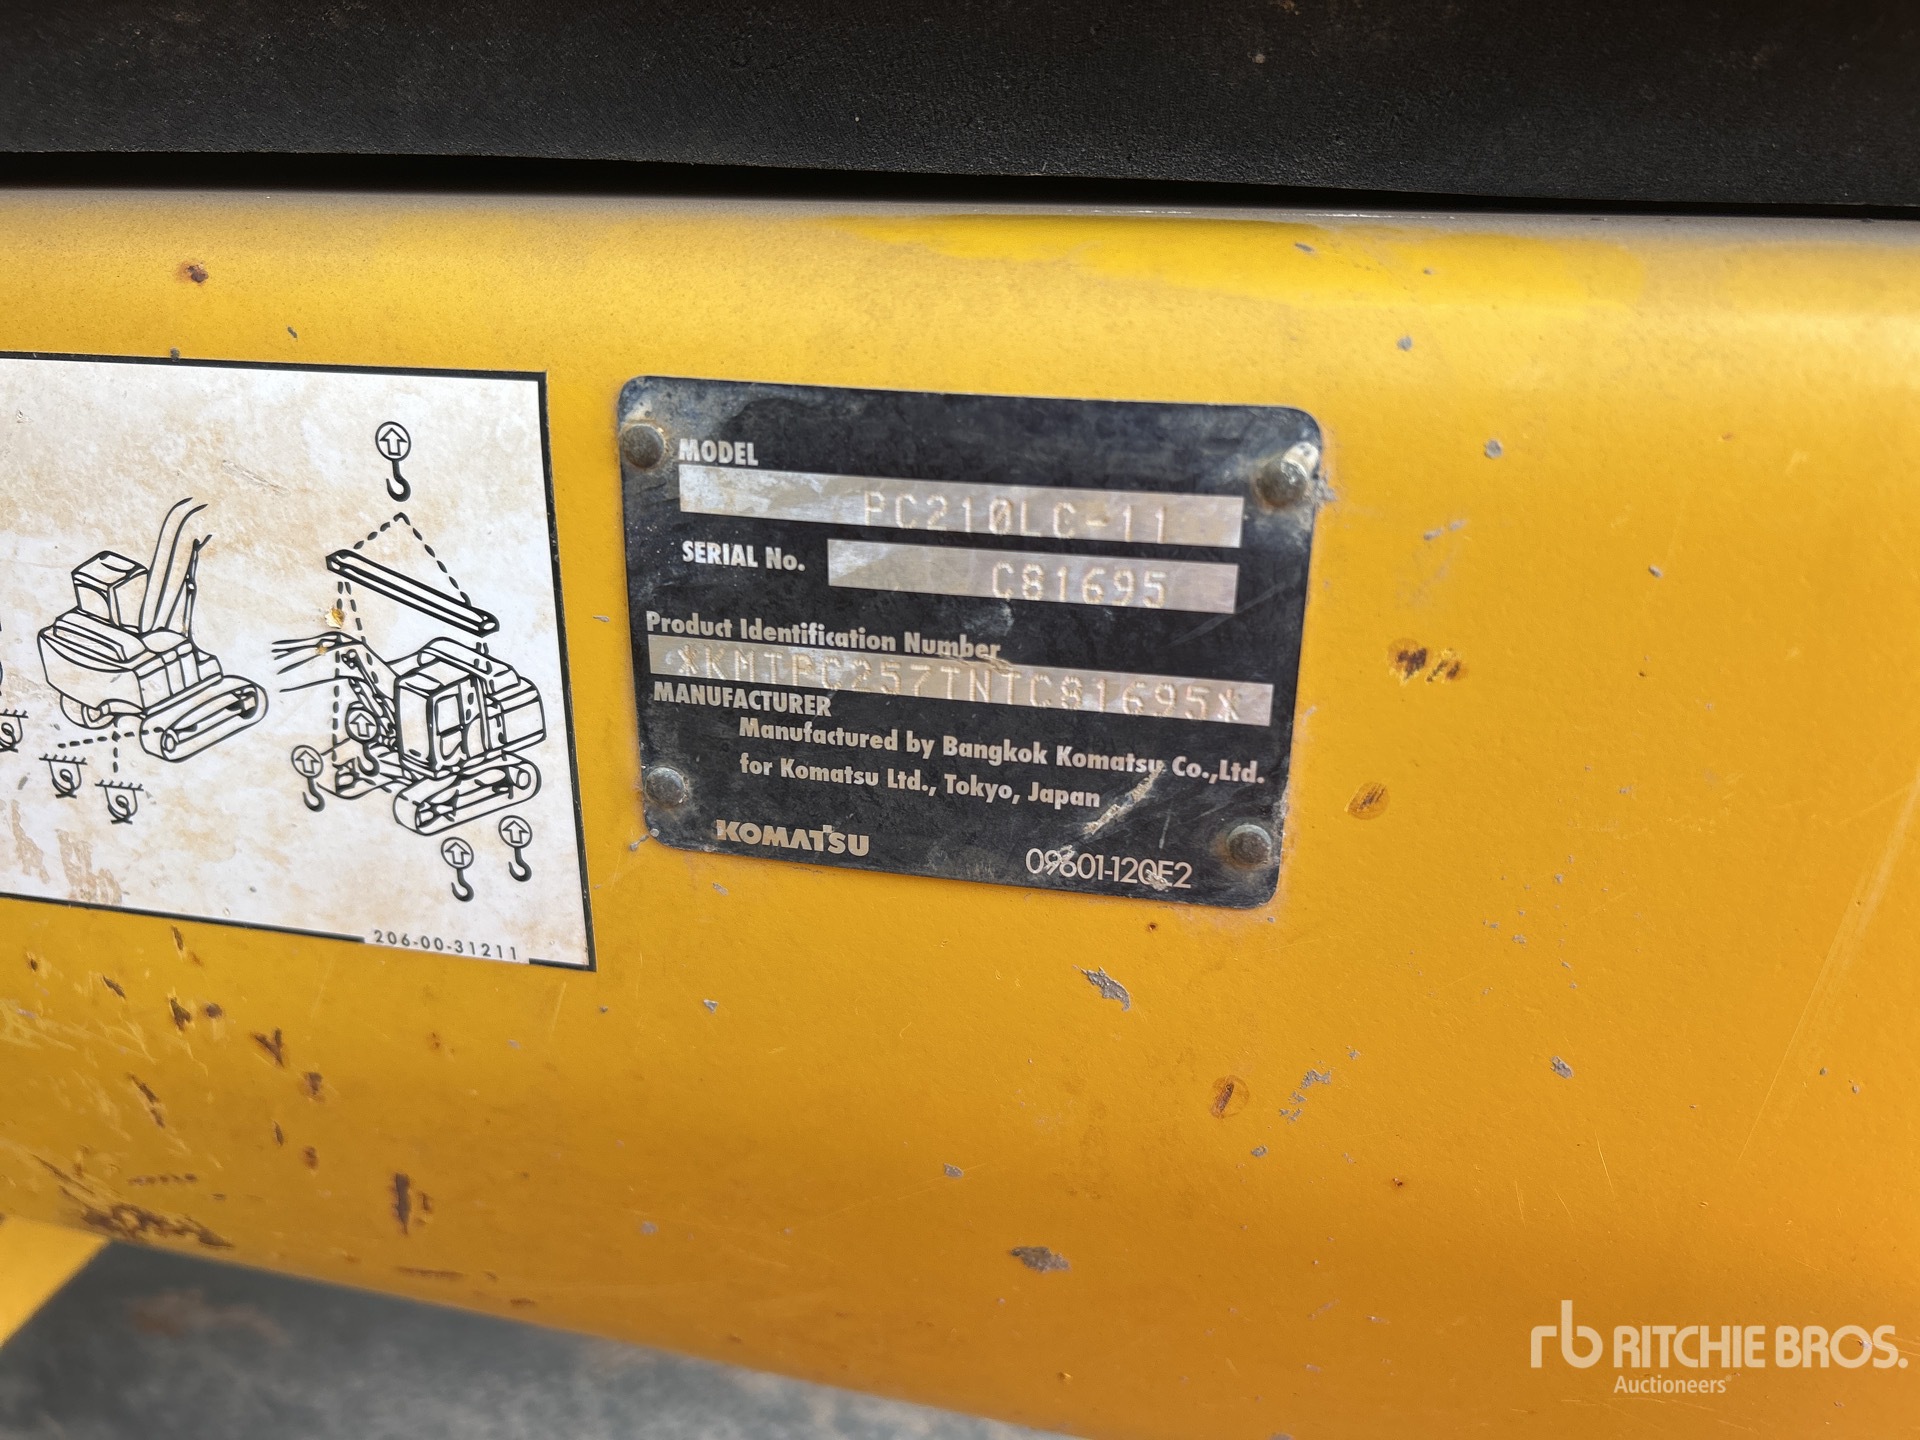 MODEL
PC210LC-11
SERIAL No.
C81695
Product Identification Number
*KMTPC257TNTC81695*
MANUFACTURER
Manufactured by Bangkok Komatsu Co.,Ltd.
for Komatsu Ltd., Tokyo, Japan
KOMATSU
09601-120E2
206-00-31211
rb RITCHIE BROS.
Auctioneers